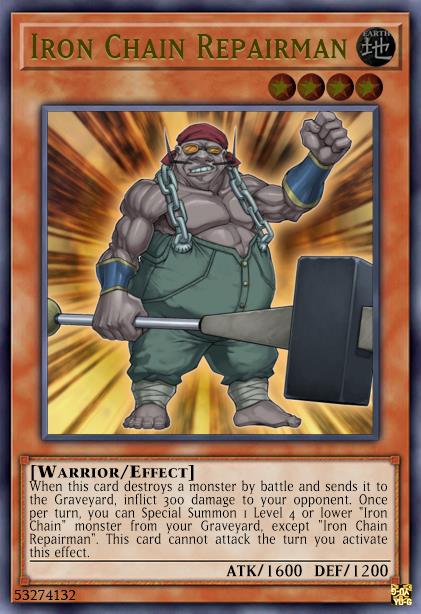 Iron Chain Repairman
EARTH
地
[Warrior/Effect]
When this card destroys a monster by battle and sends it to
the Graveyard, inflict 300 damage to your opponent. Once
per turn, you can Special Summon 1 Level 4 or lower "Iron
Chain" monster from your Graveyard, except "Iron Chain
Repairman". This card cannot attack the turn you activate
this effect.
ATK/1600 DEF/1200
53274132